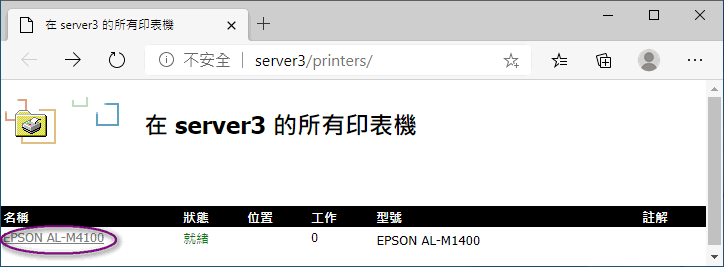 在 server3 的所有印表機
不安全 server3/printers/
在 server3 的所有印表機
名稱 狀態 位置 工作 型號 註解
EPSON AL-M4100 就緒 0 EPSON AL-M1400